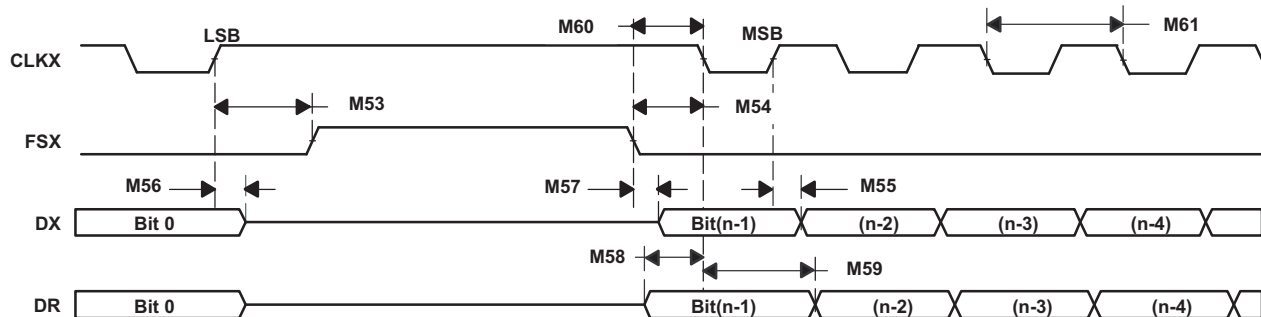 M60
M61
LSB
MSB
CLKX
M53
M54
FSX
M56
M57
M55
DX
Bit 0
Bit(n-1)
(n-2)
(n-3)
(n-4)
M58
M59
DR
Bit 0
Bit(n-1)
(n-2)
(n-3)
(n-4)